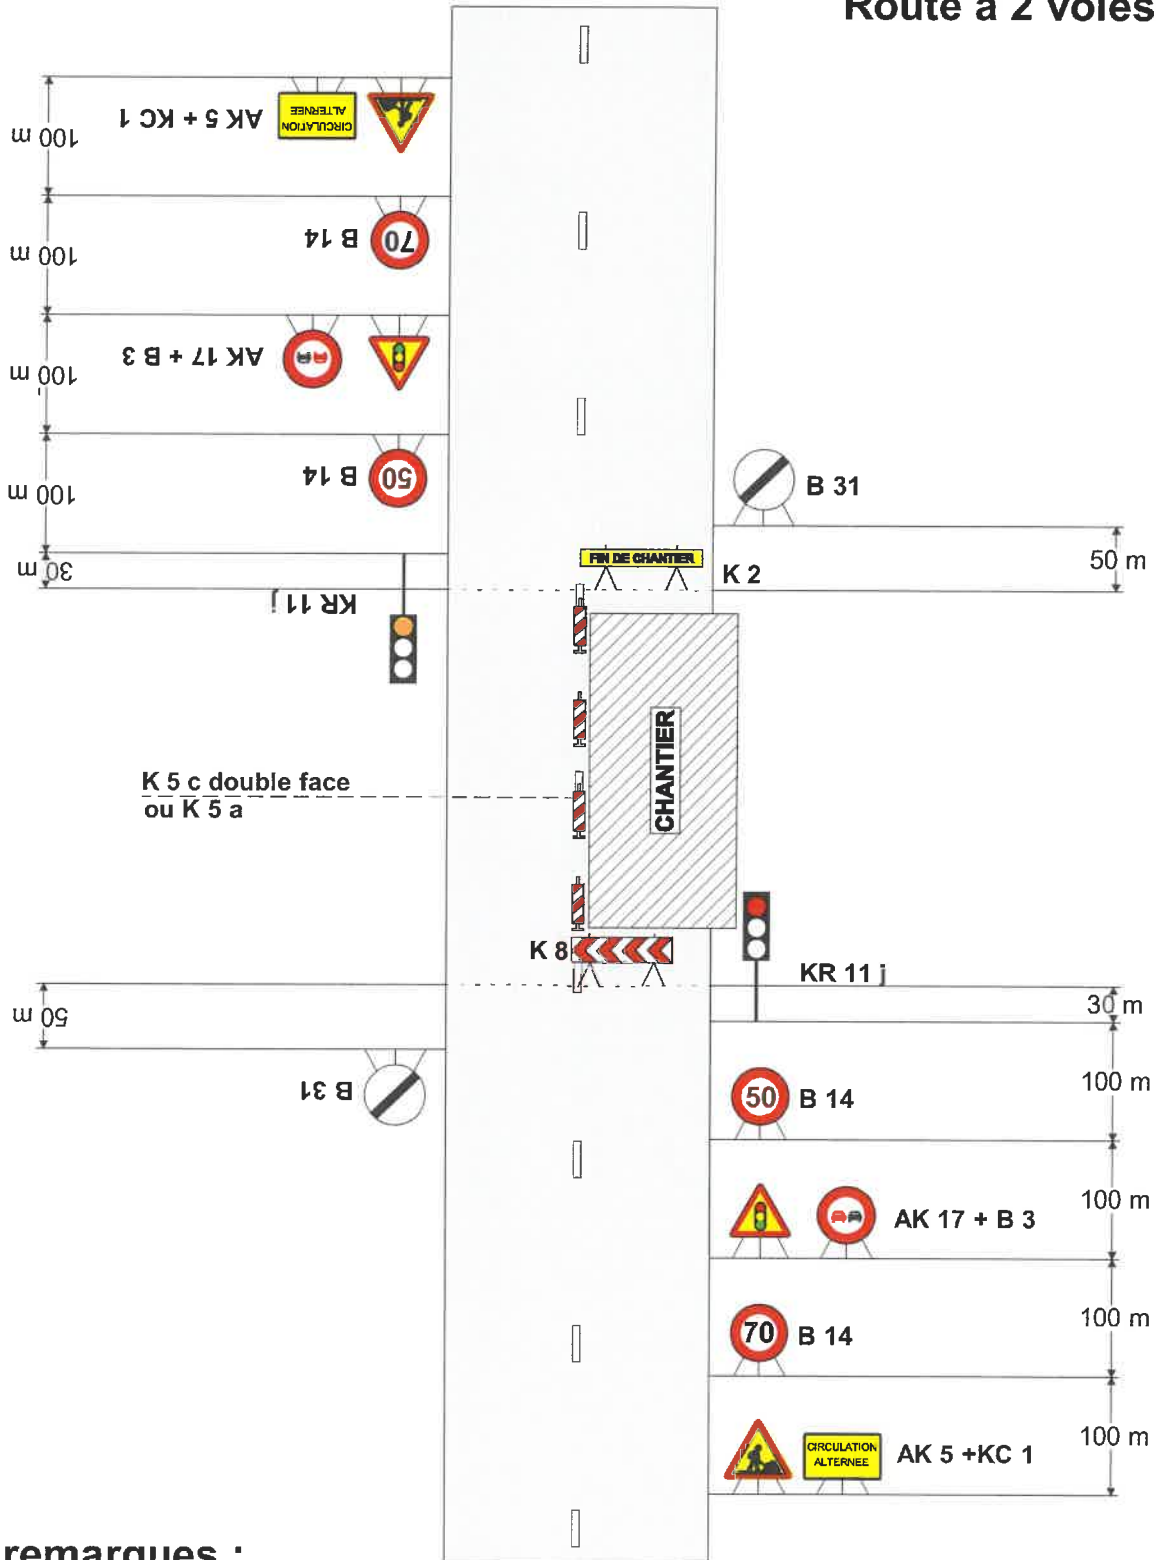 Route à 2 voies
100 m
AK 5 + KC 1
CIRCULATION
ALTERNEE
100 m
B 14
70
100 m
AK 17 + B 3
100 m
B 14
50
30 m
KR 11 j
B 31
50 m
FIN DE CHANTIER
K 2
CHANTIER
K 5 c double face
ou K 5 a
K 8
KR 11 j
30 m
50 m
B 31
50
B 14
100 m
AK 17 + B 3
100 m
70
B 14
100 m
CIRCULATION
ALTERNEE
AK 5 +KC 1
100 m
remarques :